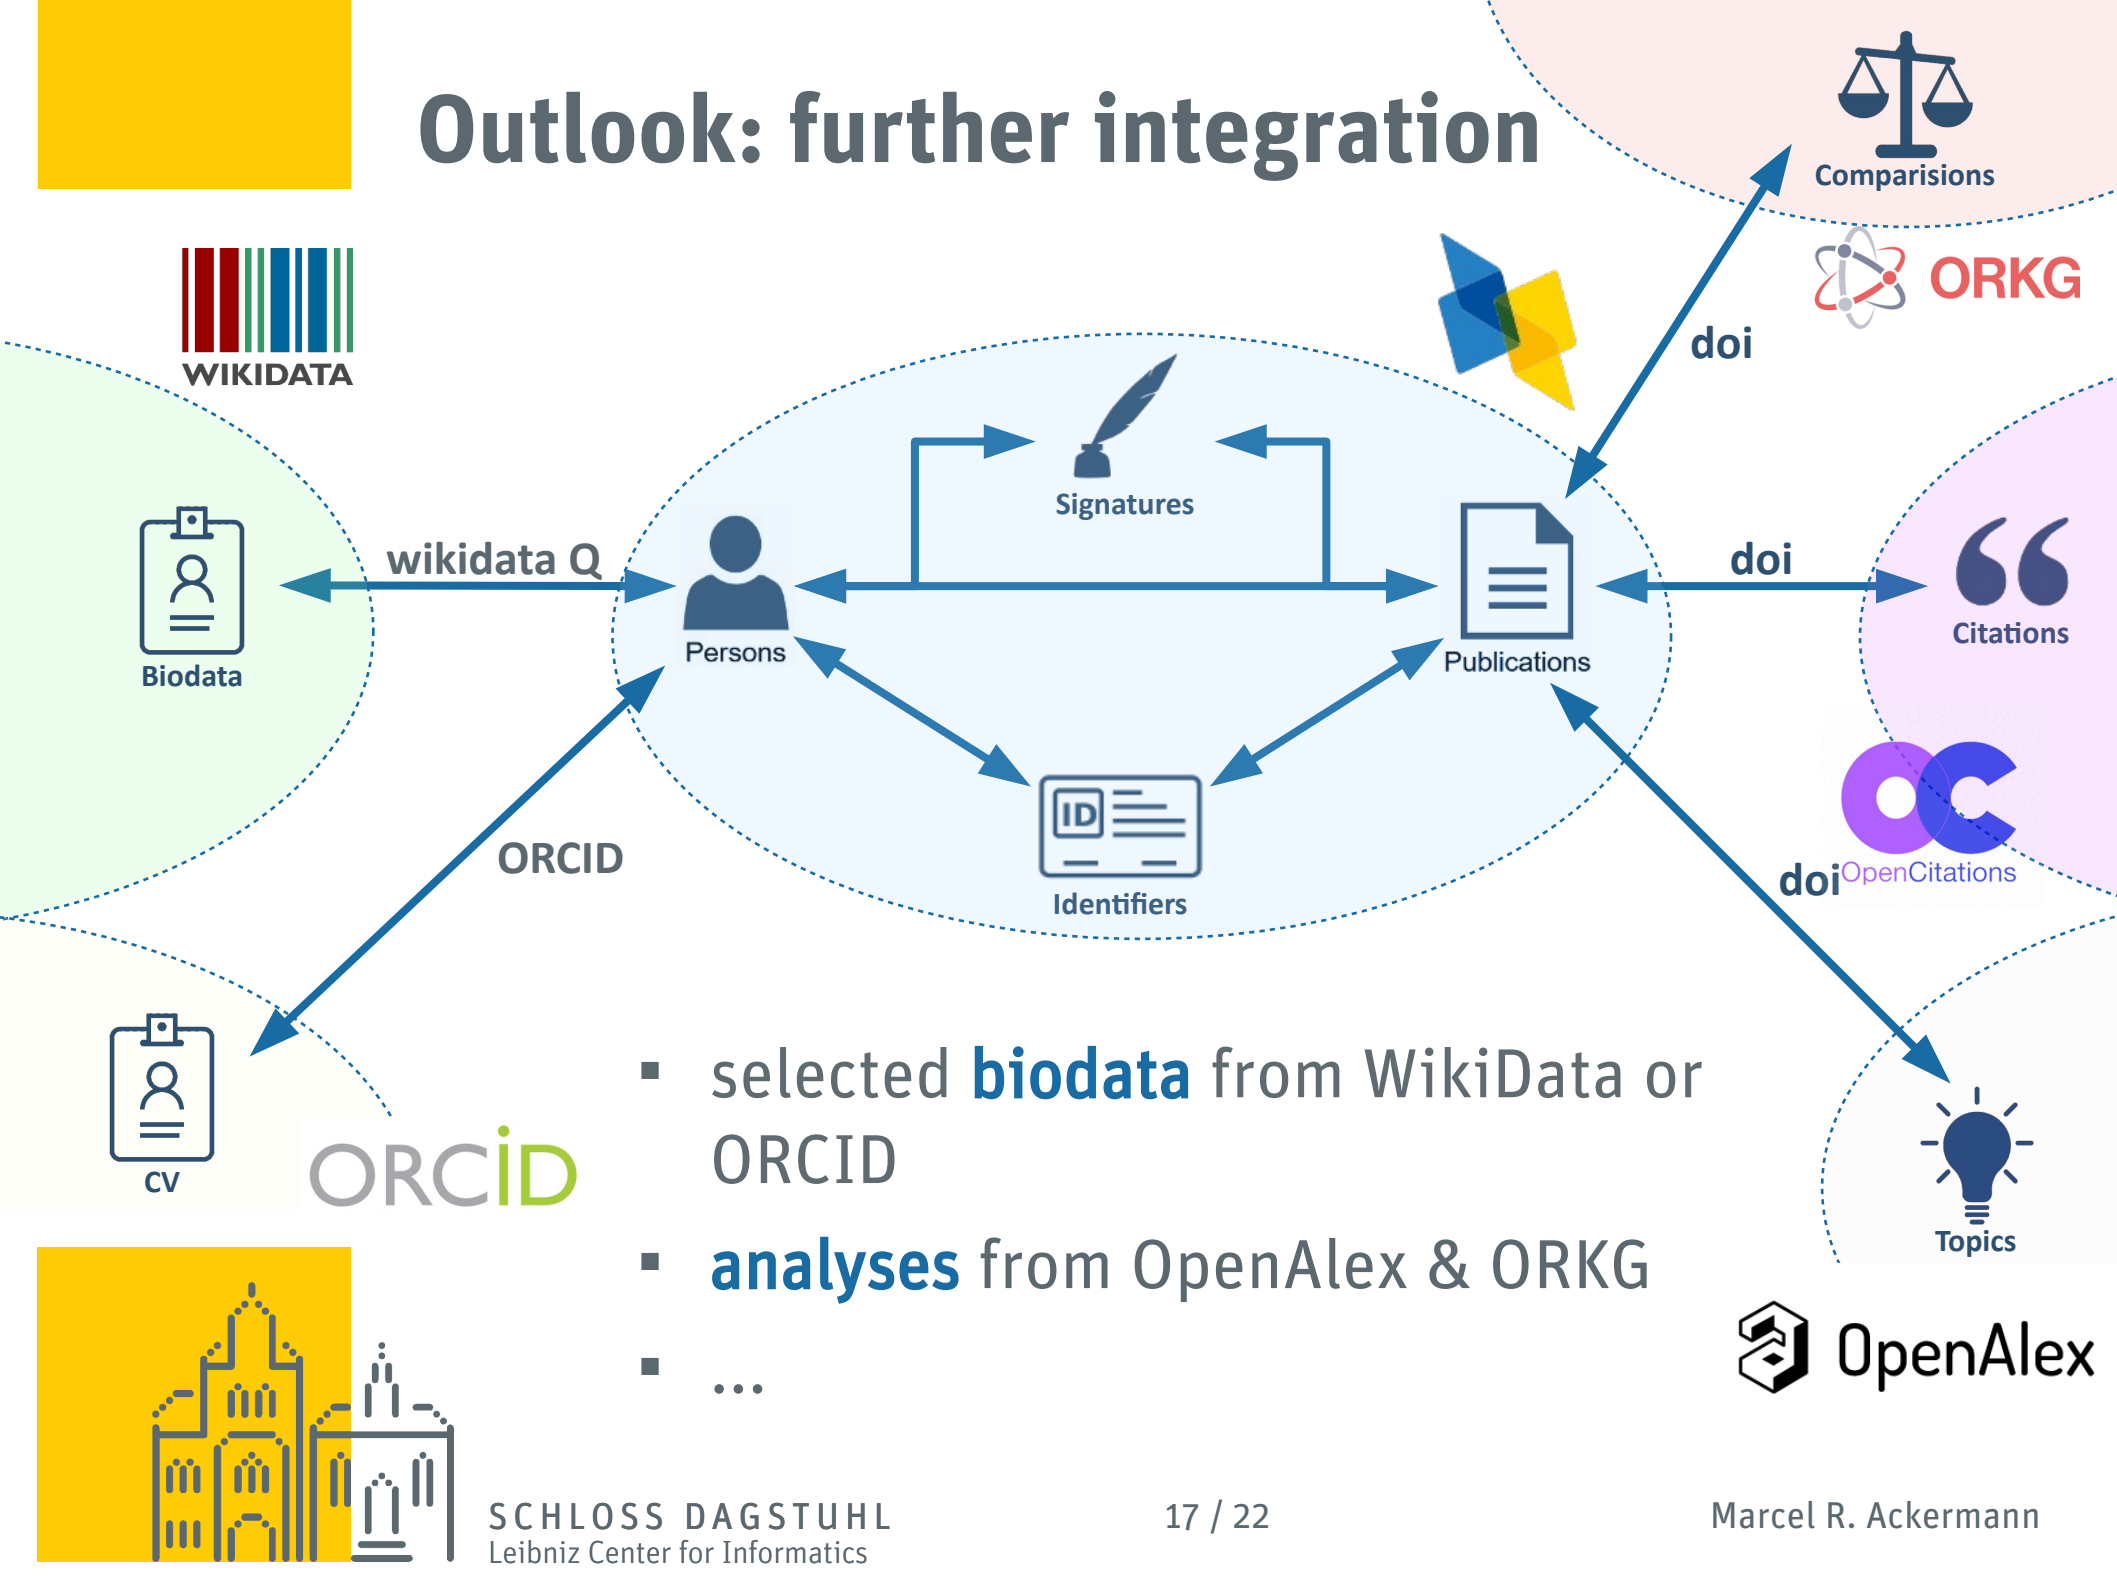 Outlook: further integration
Comparisions
ORKG
WIKIDATA
doi
Signatures
wikidata Q
doi
Persons
Publications
Citations
Biodata
ID
ORCID
doi
OpenCitations
Identifiers
CV
ORCID
Topics
▪ selected biodata from WikiData or
ORCID
▪ analyses from OpenAlex & ORKG
▪ ...
OpenAlex
SCHLOSS DAGSTUHL
Leibniz Center for Informatics
17 / 22
Marcel R. Ackermann